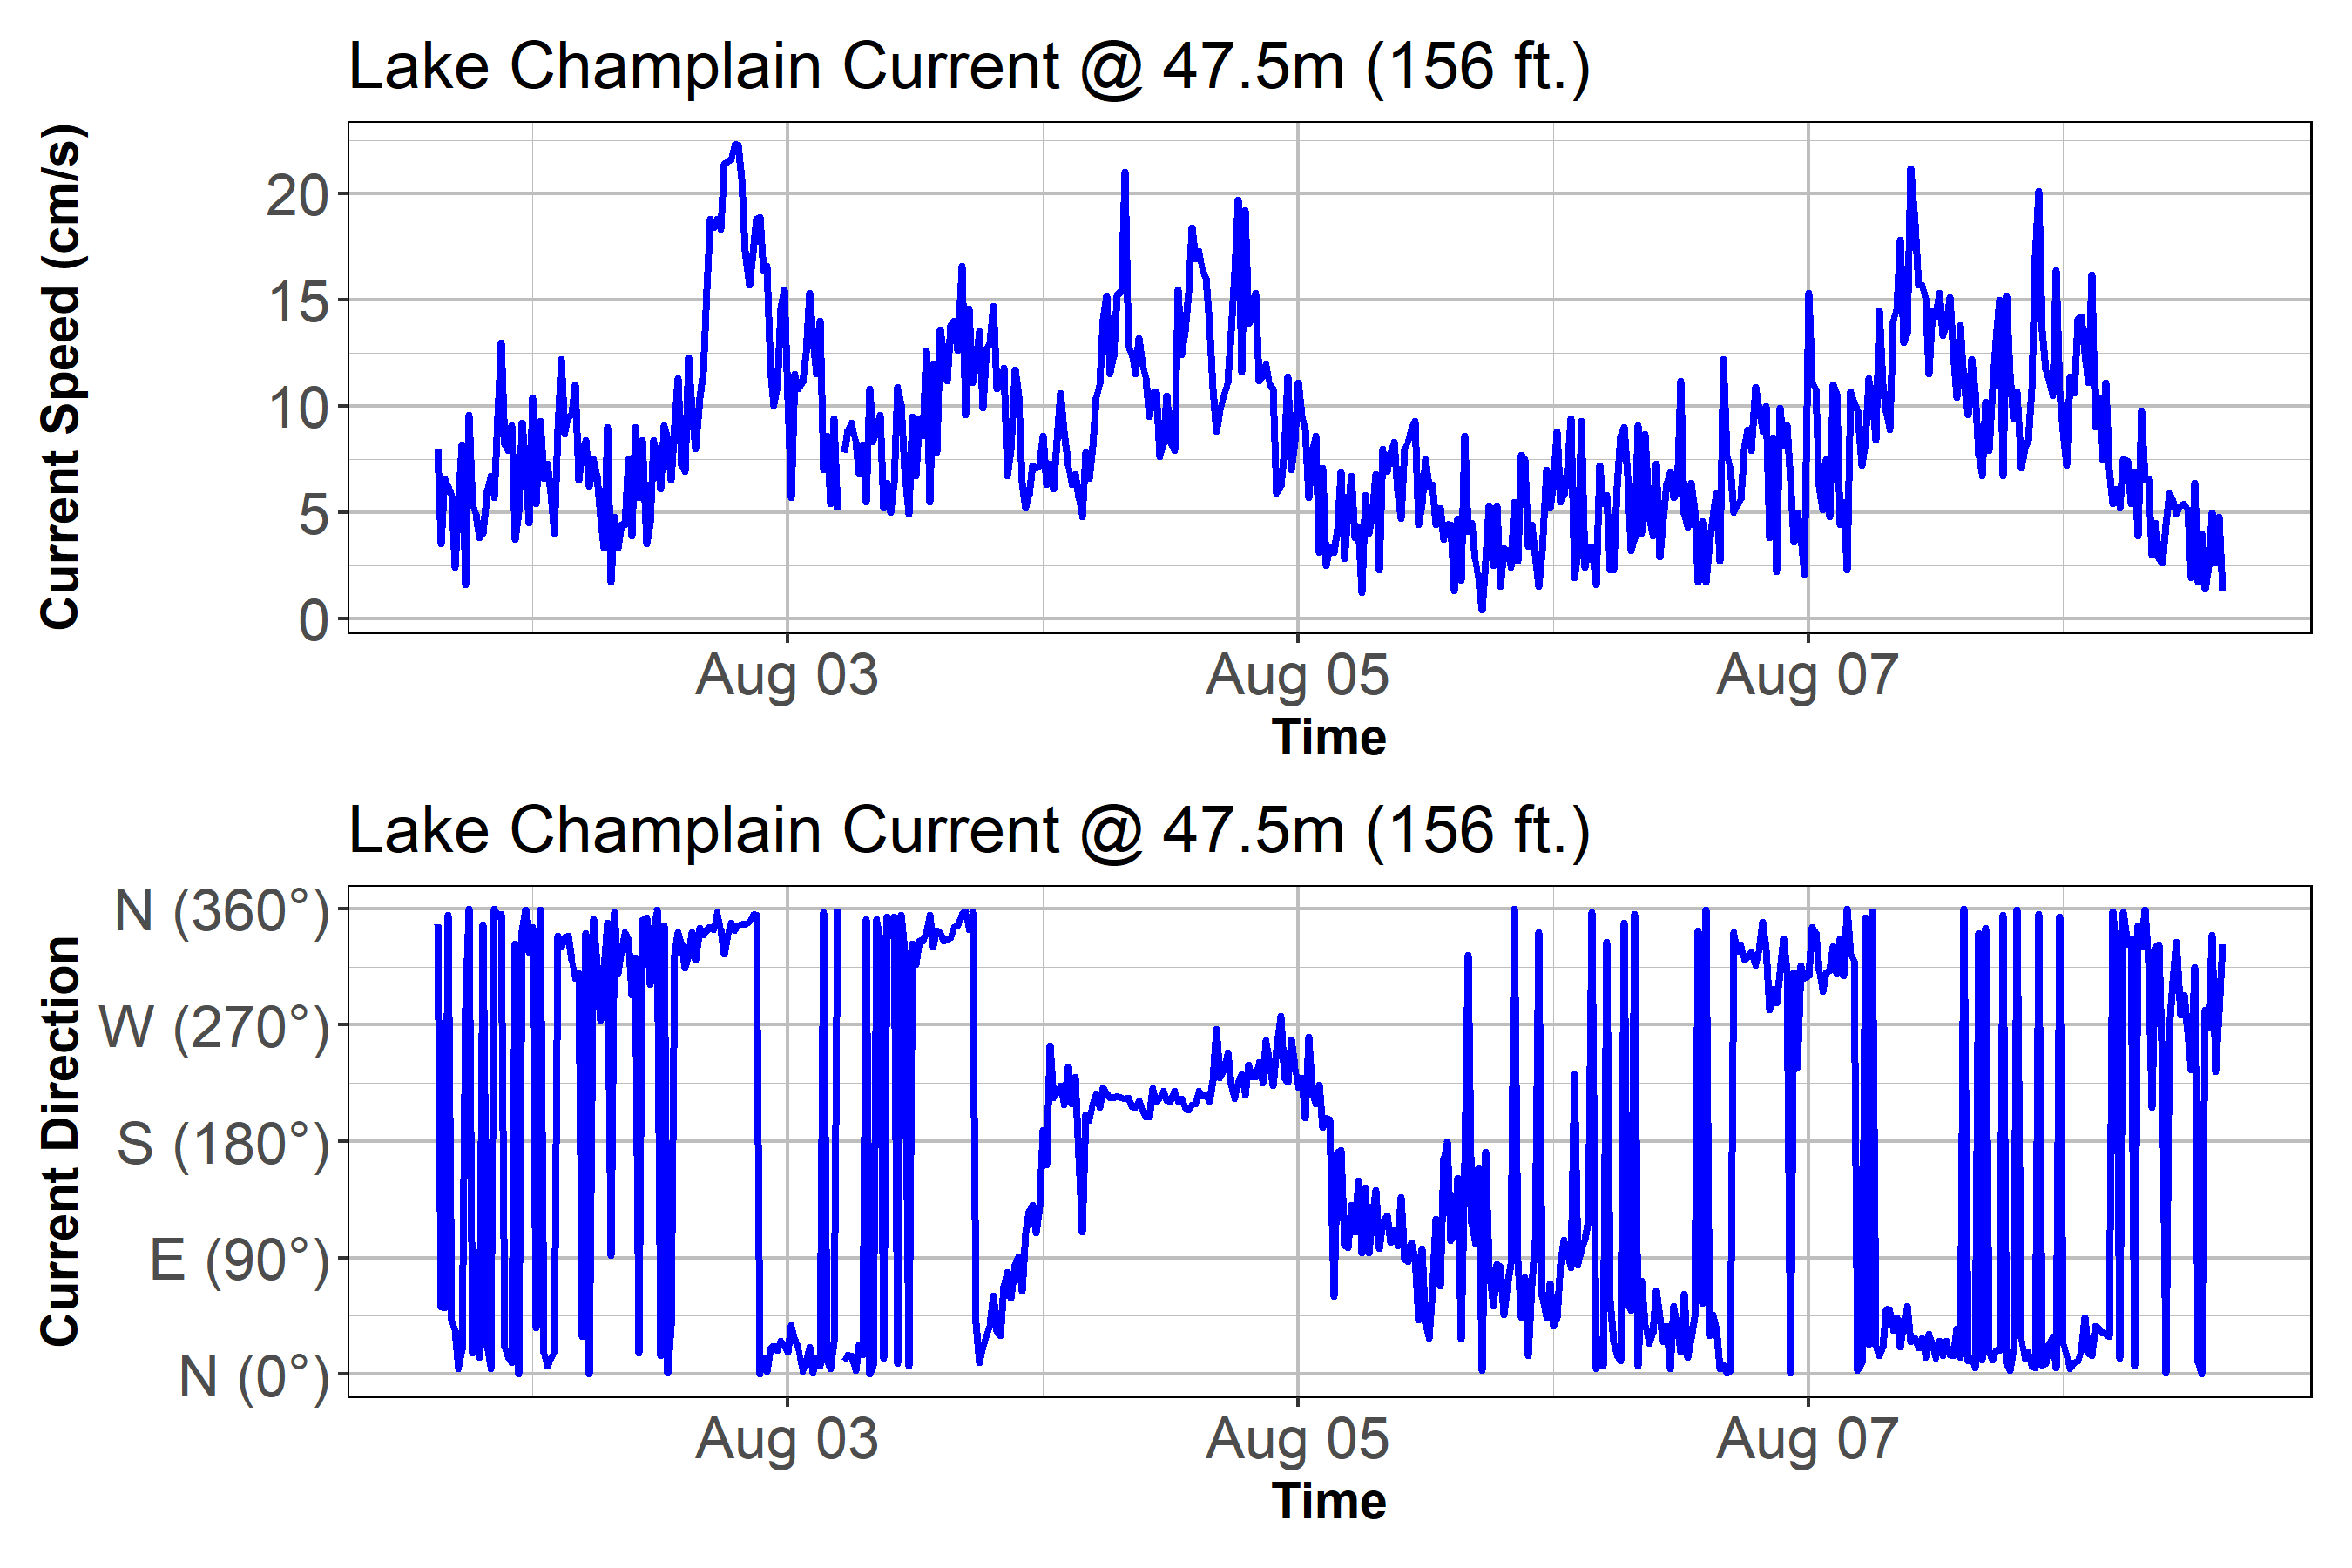 Lake Champlain Current @ 47.5m (156 ft.)
Current Speed (cm/s)
20
15
10
5
0
Aug 03
Aug 05
Aug 07
Time
Lake Champlain Current @ 47.5m (156 ft.)
Current Direction
N (360°)
W (270°)
S (180°)
E (90°)
N (0°)
Aug 03
Aug 05
Aug 07
Time